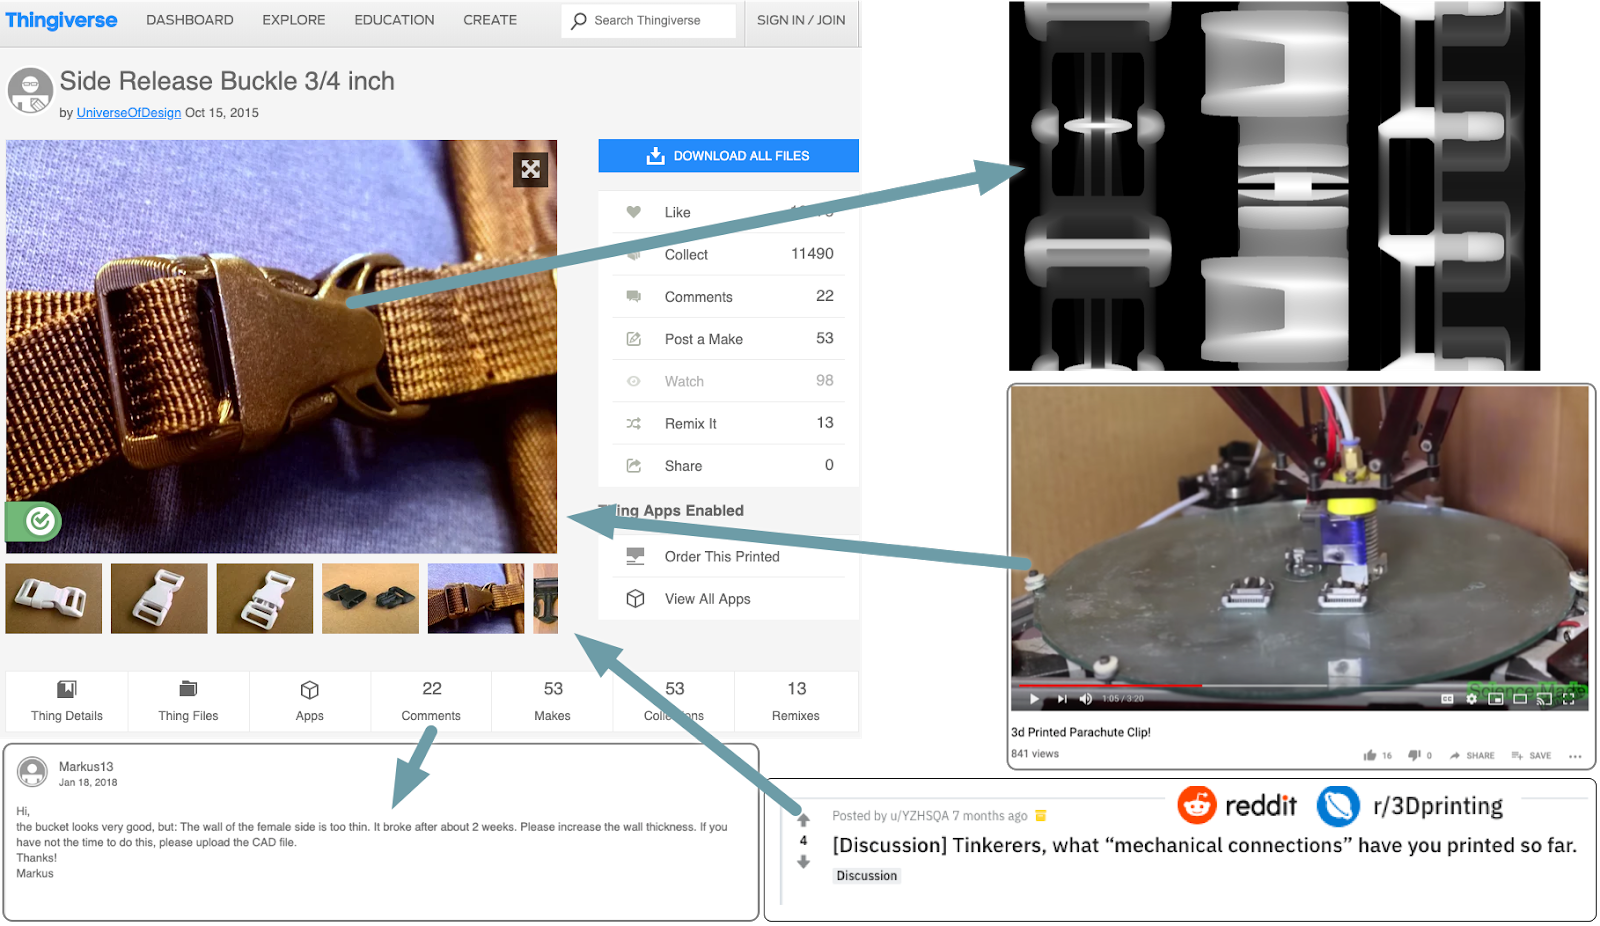 Thingiverse
DASHBOARD
EXPLORE
EDUCATION
CREATE
Search Thingiverse
SIGN IN / JOIN
Side Release Buckle 3/4 inch
by UniverseOfDesign Oct 15, 2015
DOWNLOAD ALL FILES
Like
Collect 11490
Comments 22
Post a Make 53
Watch 98
Remix It 13
Share 0
Thing Apps Enabled
Order This Printed
View All Apps
Thing Details
Thing Files
Apps
22
Comments
53
Makes
53
Collections
13
Remixes
Markus13
Jan 18, 2018
Hi,
the bucket looks very good, but: The wall of the female side is too thin. It broke after about 2 weeks. Please increase the wall thickness. If you
have not the time to do this, please upload the CAD file.
Thanks!
Markus
1:05 / 3:20
Science Made
3d Printed Parachute Clip!
841 views
16
0
SHARE
SAVE
Posted by u/YZHSQA 7 months ago
reddit
r/3Dprinting
4
[Discussion] Tinkerers, what “mechanical connections” have you printed so far.
Discussion